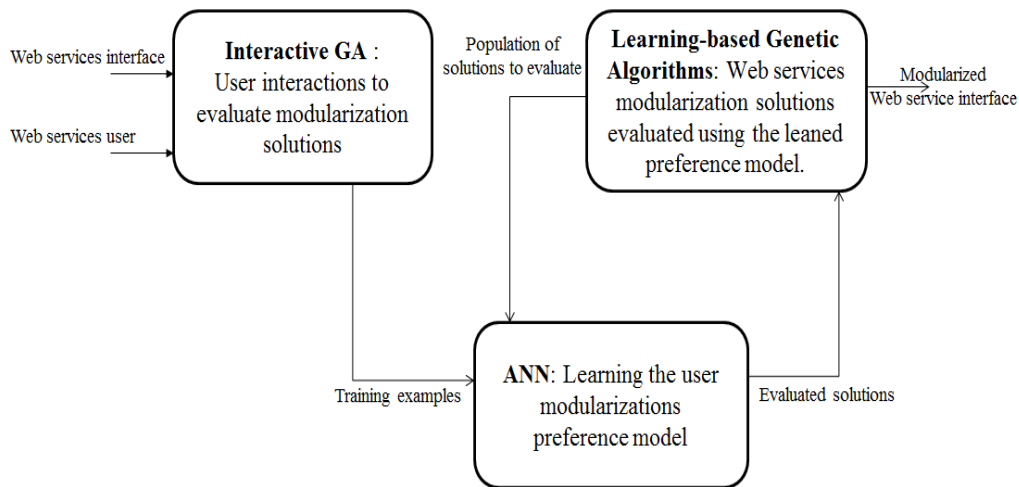 Web services interface
Web services user
Interactive GA :
User interactions to
evaluate modularization
solutions
Population of
solutions to evaluate
Learning-based Genetic
Algorithms: Web services
modularization solutions
evaluated using the leaned
preference model.
Modularized
Web service interface
Training examples
ANN: Learning the user
modularizations
preference model
Evaluated solutions